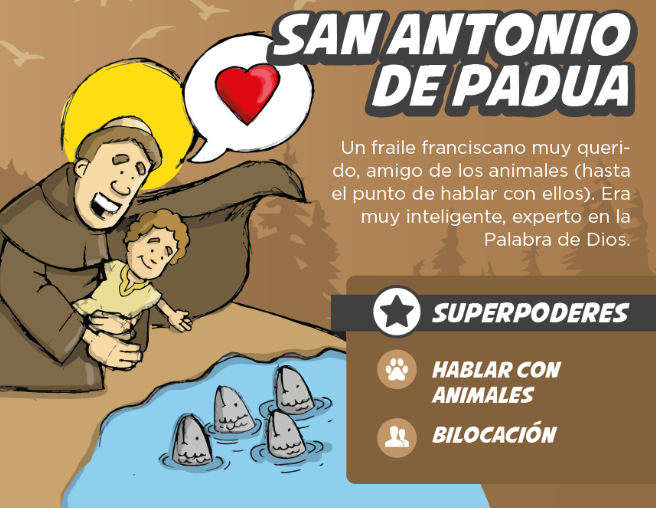 SAN ANTONIO
DE PADUA
Un fraile franciscano muy queri-
do, amigo de los animales (hasta
el punto de hablar con ellos). Era
muy inteligente, experto en la
Palabra de Dios.
SUPERPODERES
HABLAR CON
ANIMALES
BILOCACIÓN